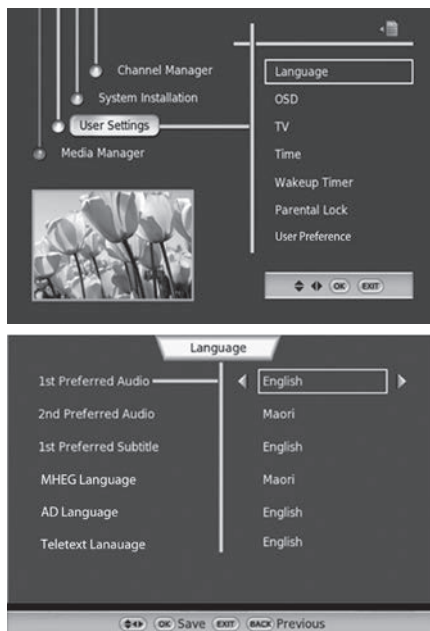 Channel Manager
System Installation
User Settings
Media Manager
Language
OSD
TV
Time
Wakeup Timer
Parental Lock
User Preference
OK EXIT
Language
1st Preferred Audio English
2nd Preferred Audio Maori
1st Preferred Subtitle English
MHEG Language Maori
AD Language English
Teletext Lanauage English
OK Save EXIT BACK Previous